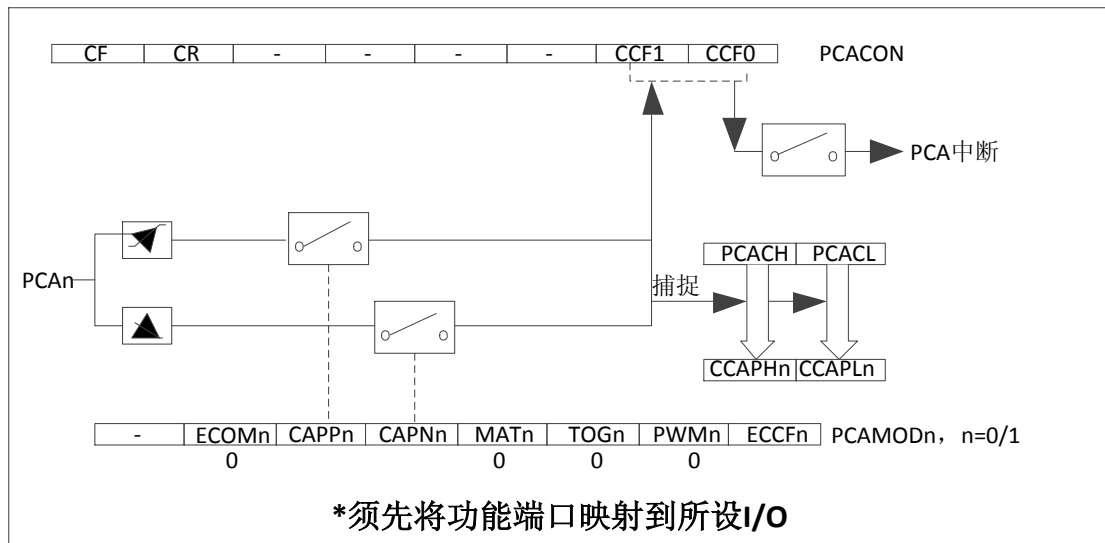 CF CR - - - - CCF1 CCF0 PCACON
PCA中断
PCAn
PCACH PCACL
捕捉
CCAPHn CCAPLn
- ECOMn CAPPn CAPNn MATn TOGn PWMn ECCFn PCAMODn，n=0/1
0 0 0 0
*须先将功能端口映射到所设I/O